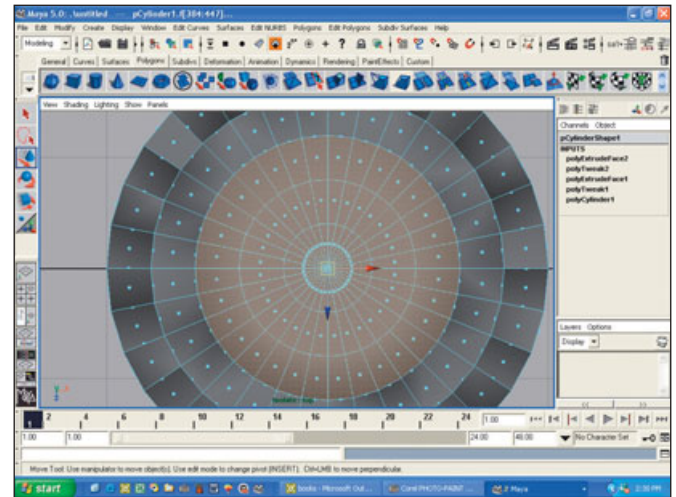 Maya 5.0: .\untitled --- pCylinder1.f[384:447]...
File Edit Modify Create Display Window Edit Curves Surfaces Edit NURBS Polygons Edit Polygons Subdiv Surfaces Help
Modeling
General Curves Surfaces Polygons Subdivs Deformation Animation Dynamics Rendering PaintEffects Custom
View Shading Lighting Show Panels
Channels Object
pCylinderShape1
INPUTS
polyExtrudeFace2
polyTweak2
polyExtrudeFace1
polyTweak1
polyCylinder1
Layers Options
Display
2 4 6 8 10 12 14 16 18 20 22 24
1
1.00
1.00 1.00 24.00 48.00 No Character Set
Move Tool: Use manipulator to move object(s). Use edit mode to change pivot (INSERT). Ctrl+LMB to move perpendicular.
start books - Microsoft Out... Corel PHOTO-PAINT ... Maya 2:30 PM